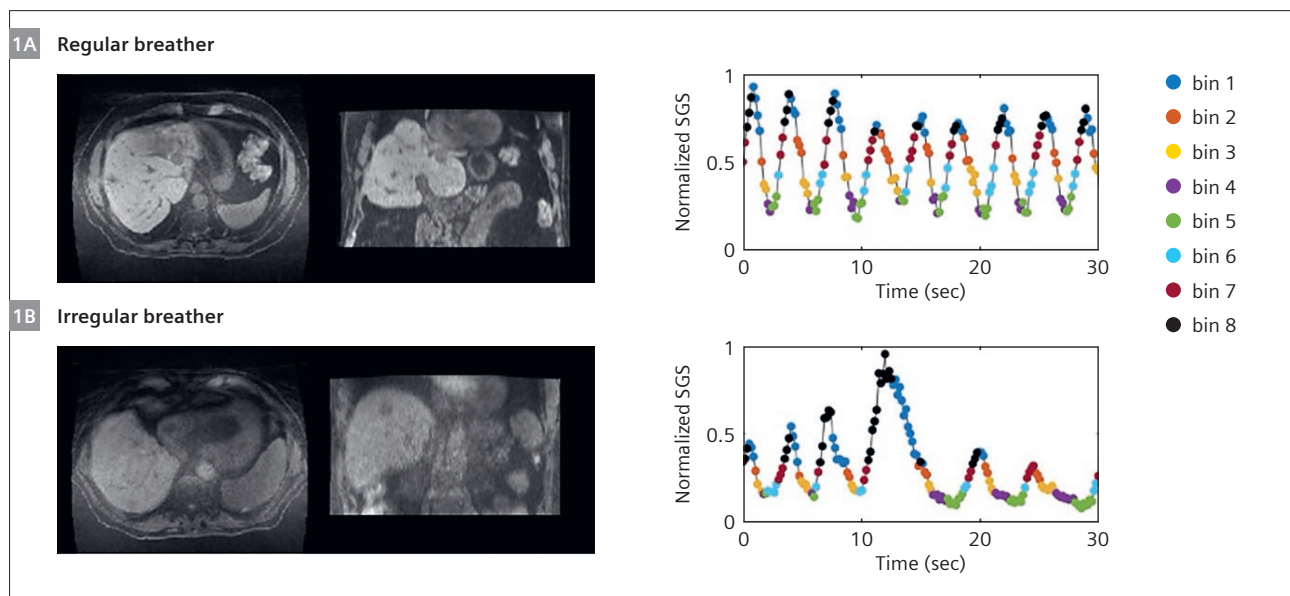 1A Regular breather
1
0.5
0
Normalized SGS
0 10 20 30
Time (sec)
bin 1
bin 2
bin 3
bin 4
bin 5
bin 6
bin 7
bin 8
1B Irregular breather
1
0.5
0
Normalized SGS
0 10 20 30
Time (sec)